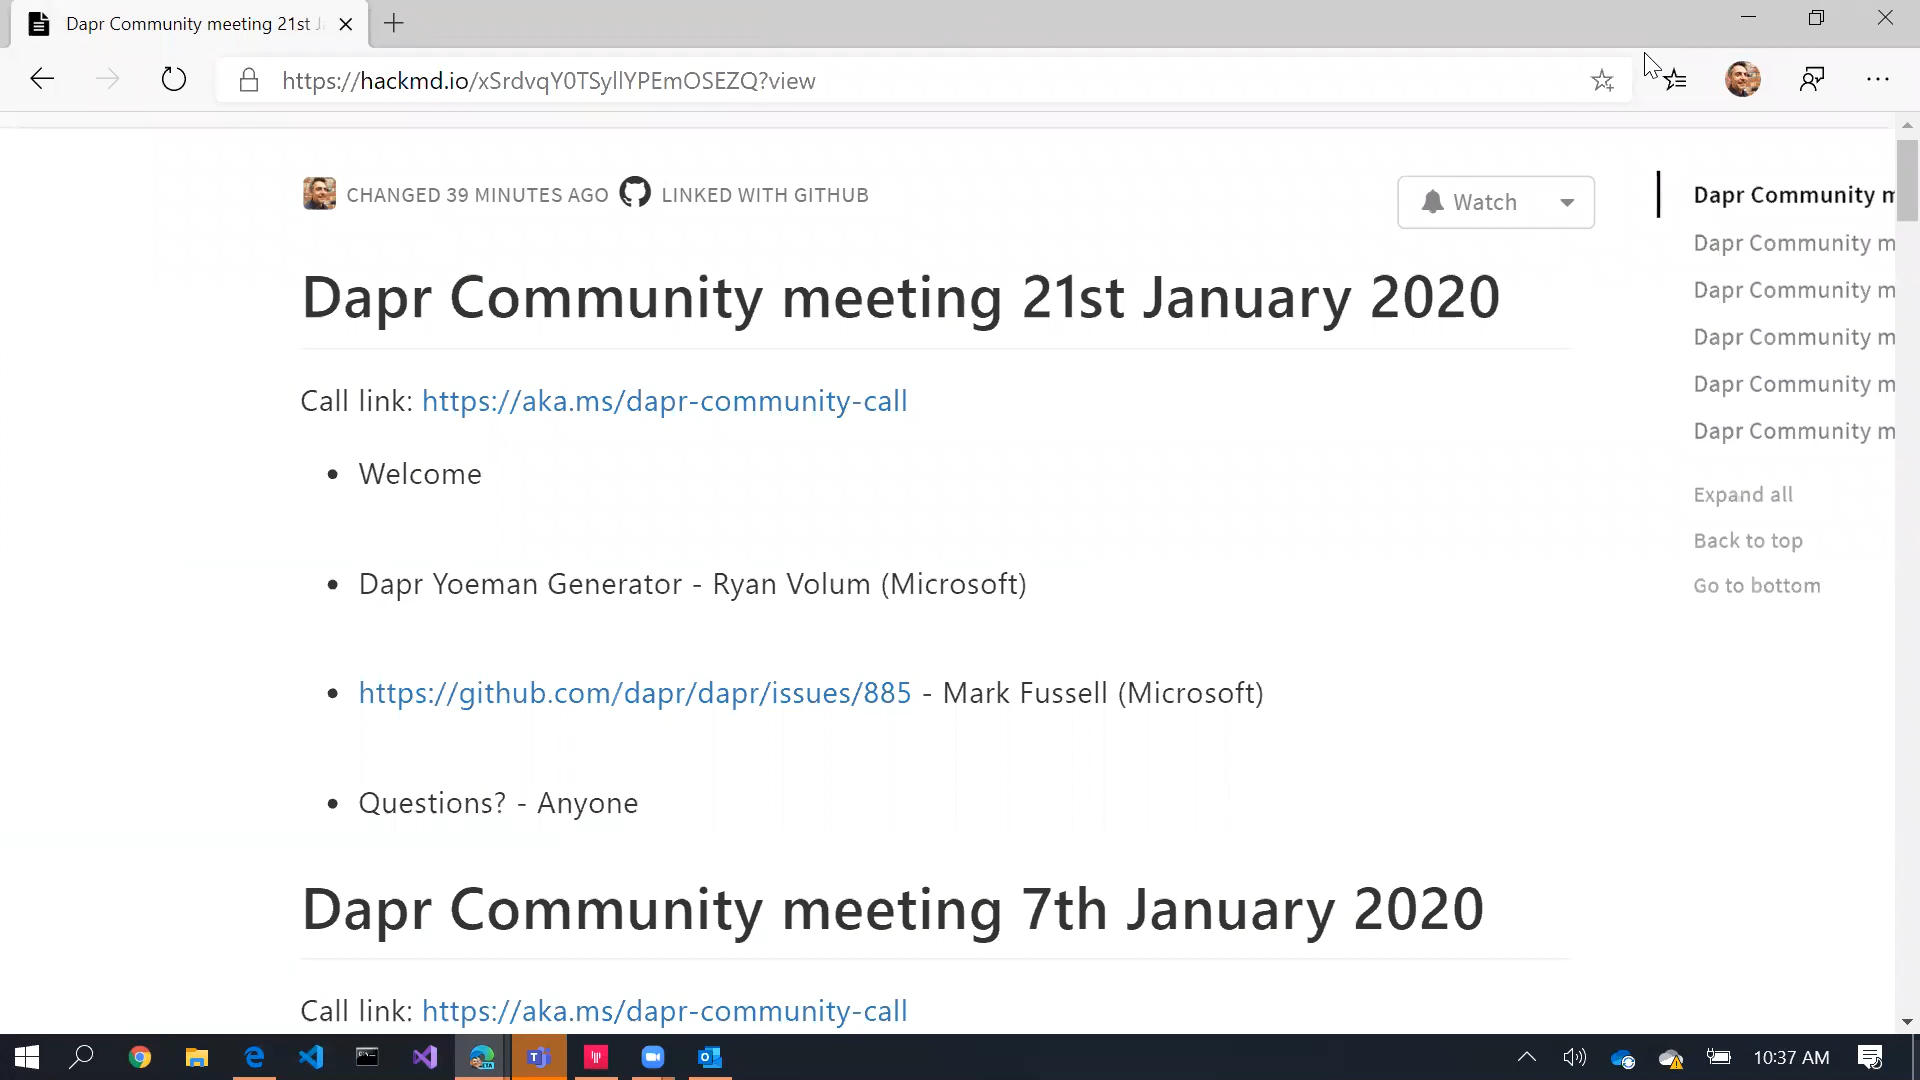 Dapr Community meeting 21st J
https://hackmd.io/xSrdvqY0TSyllYPEmOSEZQ?view
CHANGED 39 MINUTES AGO LINKED WITH GITHUB
Watch
Dapr Community m
Dapr Community m
Dapr Community m
Dapr Community m
Dapr Community m
Dapr Community m
Expand all
Back to top
Go to bottom
Dapr Community meeting 21st January 2020
Call link: https://aka.ms/dapr-community-call
• Welcome
• Dapr Yoeman Generator - Ryan Volum (Microsoft)
• https://github.com/dapr/dapr/issues/885 - Mark Fussell (Microsoft)
• Questions? - Anyone
Dapr Community meeting 7th January 2020
Call link: https://aka.ms/dapr-community-call
10:37 AM